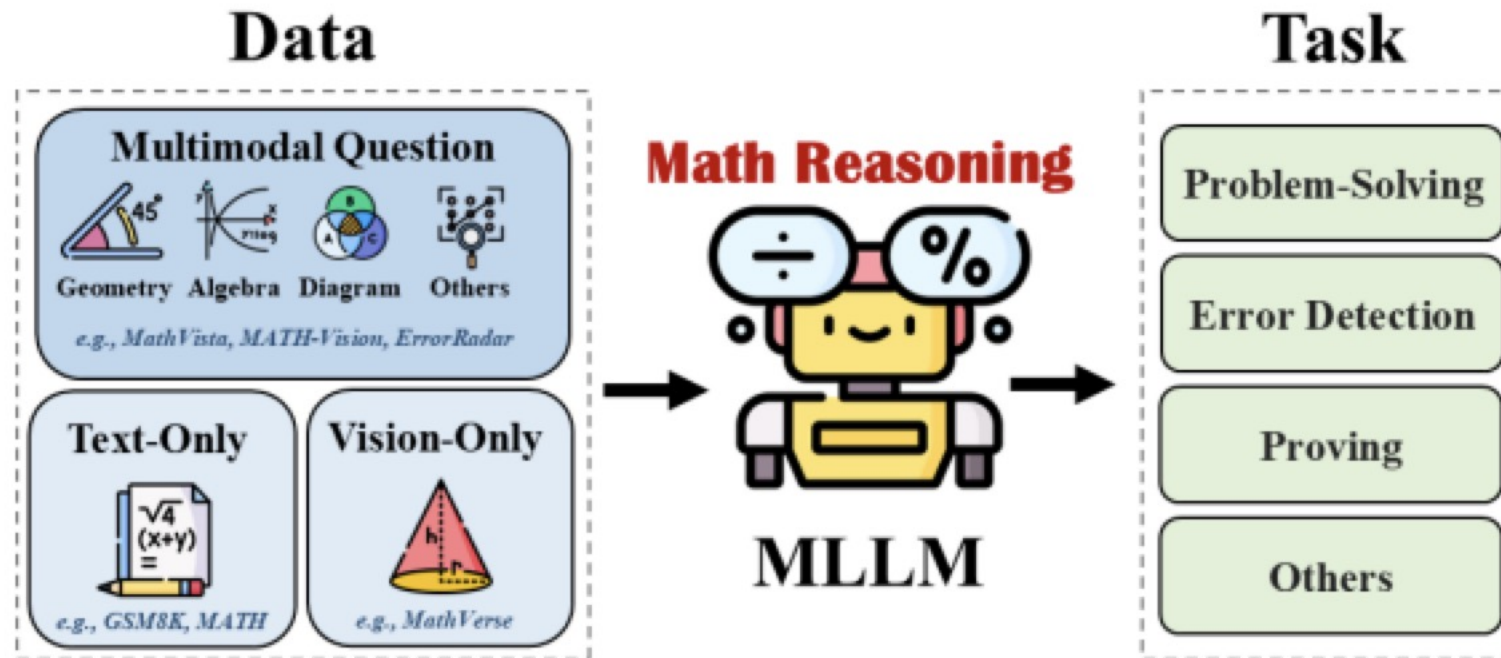 Data
Task
Multimodal Question
45°
B
A
C
Geometry
Algebra
Diagram
Others
e.g., MathVista, MATH-Vision, ErrorRadar
Text-Only
√4
(x+y)
=
e.g., GSM8K, MATH
Vision-Only
h
r
e.g., MathVerse
Math Reasoning
÷
%
MLLM
Problem-Solving
Error Detection
Proving
Others